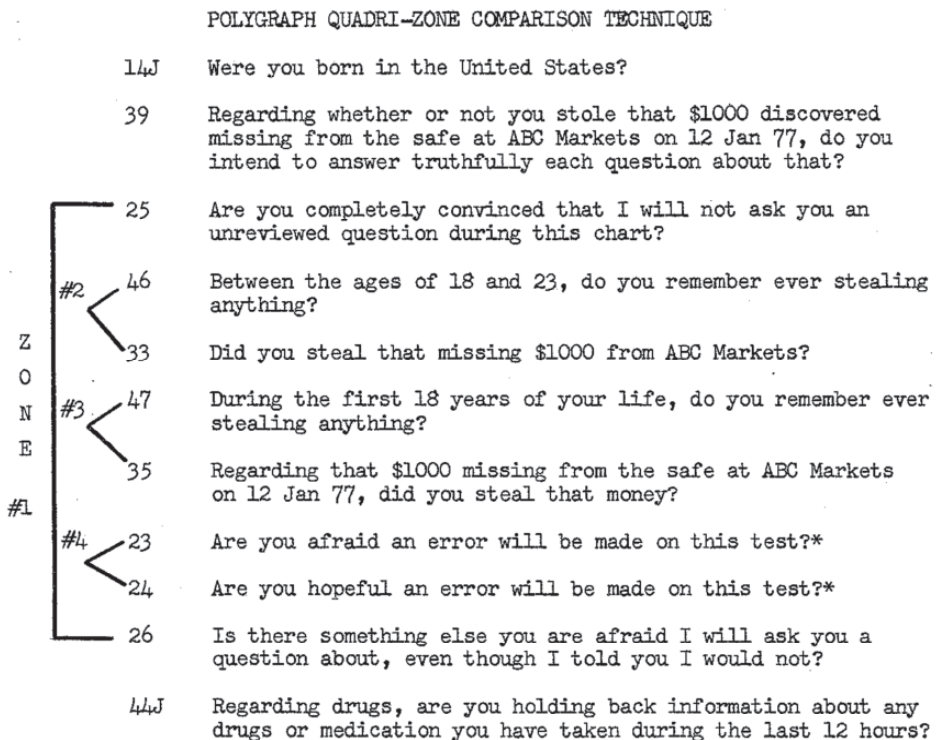 POLYGRAPH QUADRI-ZONE COMPARISON TECHNIQUE
14J Were you born in the United States?
39 Regarding whether or not you stole that $1000 discovered
missing from the safe at ABC Markets on 12 Jan 77, do you
intend to answer truthfully each question about that?
25 Are you completely convinced that I will not ask you an
unreviewed question during this chart?
#2 46 Between the ages of 18 and 23, do you remember ever stealing
anything?
33 Did you steal that missing $1000 from ABC Markets?
ZONE #1
#3 47 During the first 18 years of your life, do you remember ever
stealing anything?
35 Regarding that $1000 missing from the safe at ABC Markets
on 12 Jan 77, did you steal that money?
#4 23 Are you afraid an error will be made on this test?*
24 Are you hopeful an error will be made on this test?*
26 Is there something else you are afraid I will ask you a
question about, even though I told you I would not?
44J Regarding drugs, are you holding back information about any
drugs or medication you have taken during the last 12 hours?